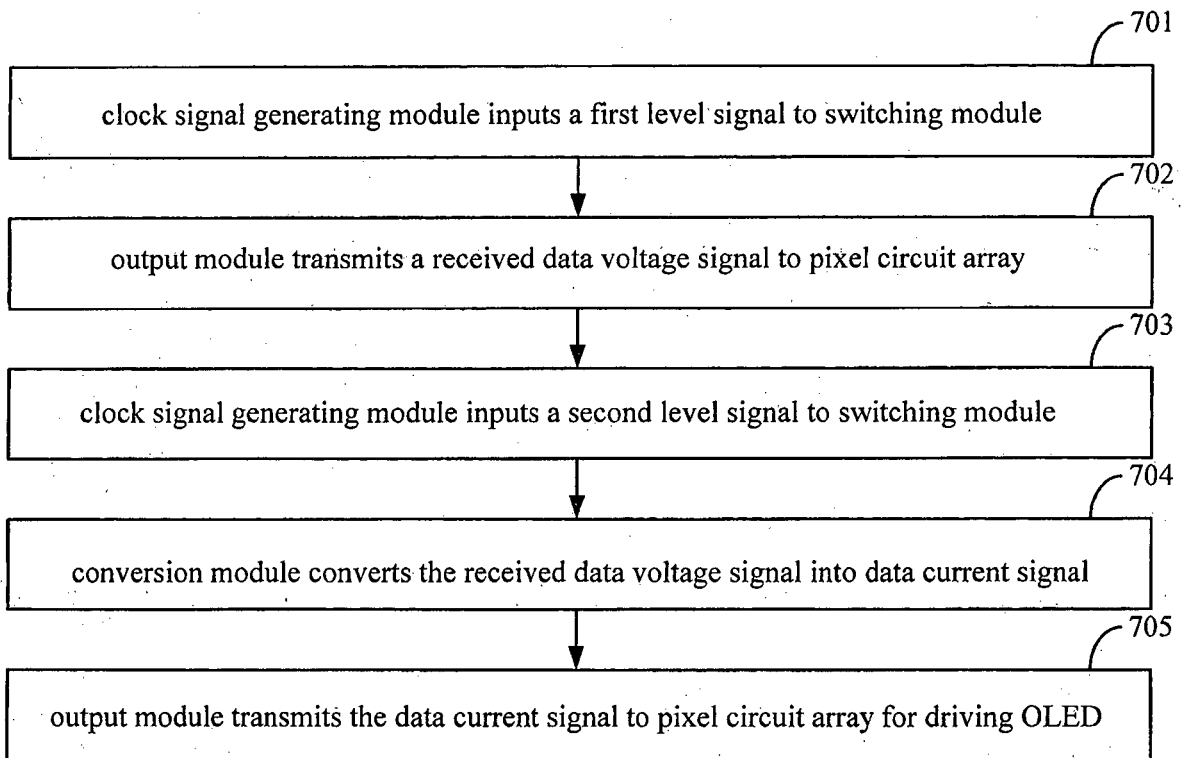 701
clock signal generating module inputs a first level signal to switching module
702
output module transmits a received data voltage signal to pixel circuit array
703
clock signal generating module inputs a second level signal to switching module
704
conversion module converts the received data voltage signal into data current signal
705
output module transmits the data current signal to pixel circuit array for driving OLED